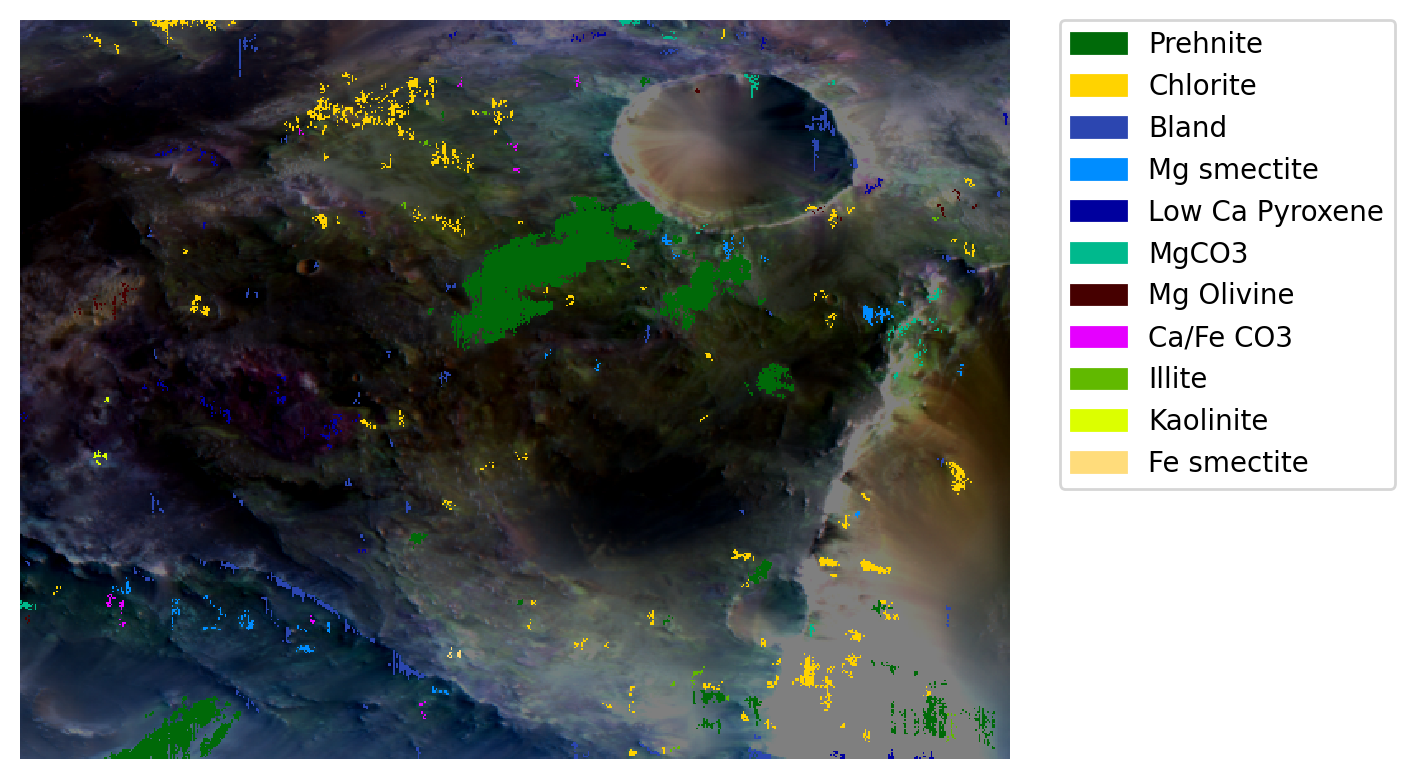 Prehnite
Chlorite
Bland
Mg smectite
Low Ca Pyroxene
MgCO3
Mg Olivine
Ca/Fe CO3
Illite
Kaolinite
Fe smectite